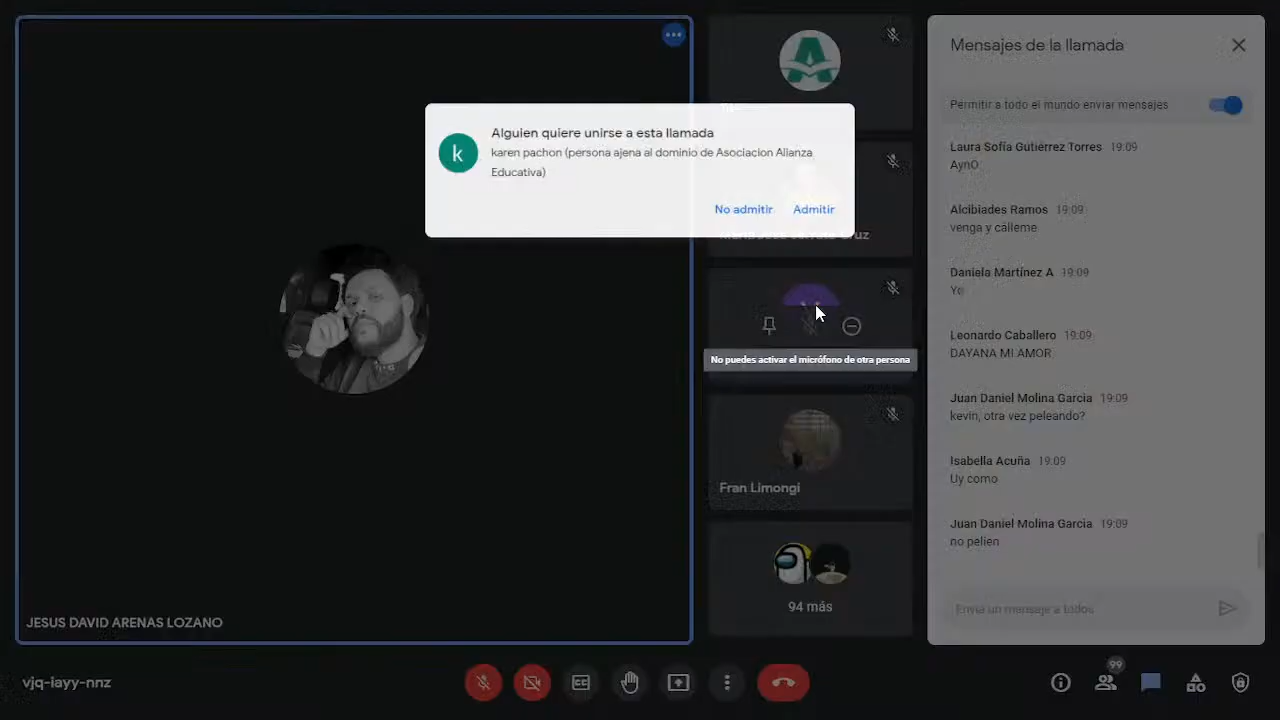 Mensajes de la llamada
Permitir a todo el mundo enviar mensajes
Alguien quiere unirse a esta llamada
k
karen pachon (persona ajena al dominio de Asociacion Alianza
Educativa)
No admitir Admitir
No puedes activar el micrófono de otra persona
Fran Limongi
94 más
JESUS DAVID ARENAS LOZANO
Laura Sofía Gutiérrez Torres 19:09
AynO
Alcibiades Ramos 19:09
venga y cálleme
Daniela Martínez A 19:09
Yo
Leonardo Caballero 19:09
DAYANA MI AMOR
Juan Daniel Molina Garcia 19:09
kevin, otra vez peleando?
Isabella Acuña 19:09
Uy como
Juan Daniel Molina Garcia 19:09
no pelien
Envía un mensaje a todos
vjq-iayy-nnz
CC
99